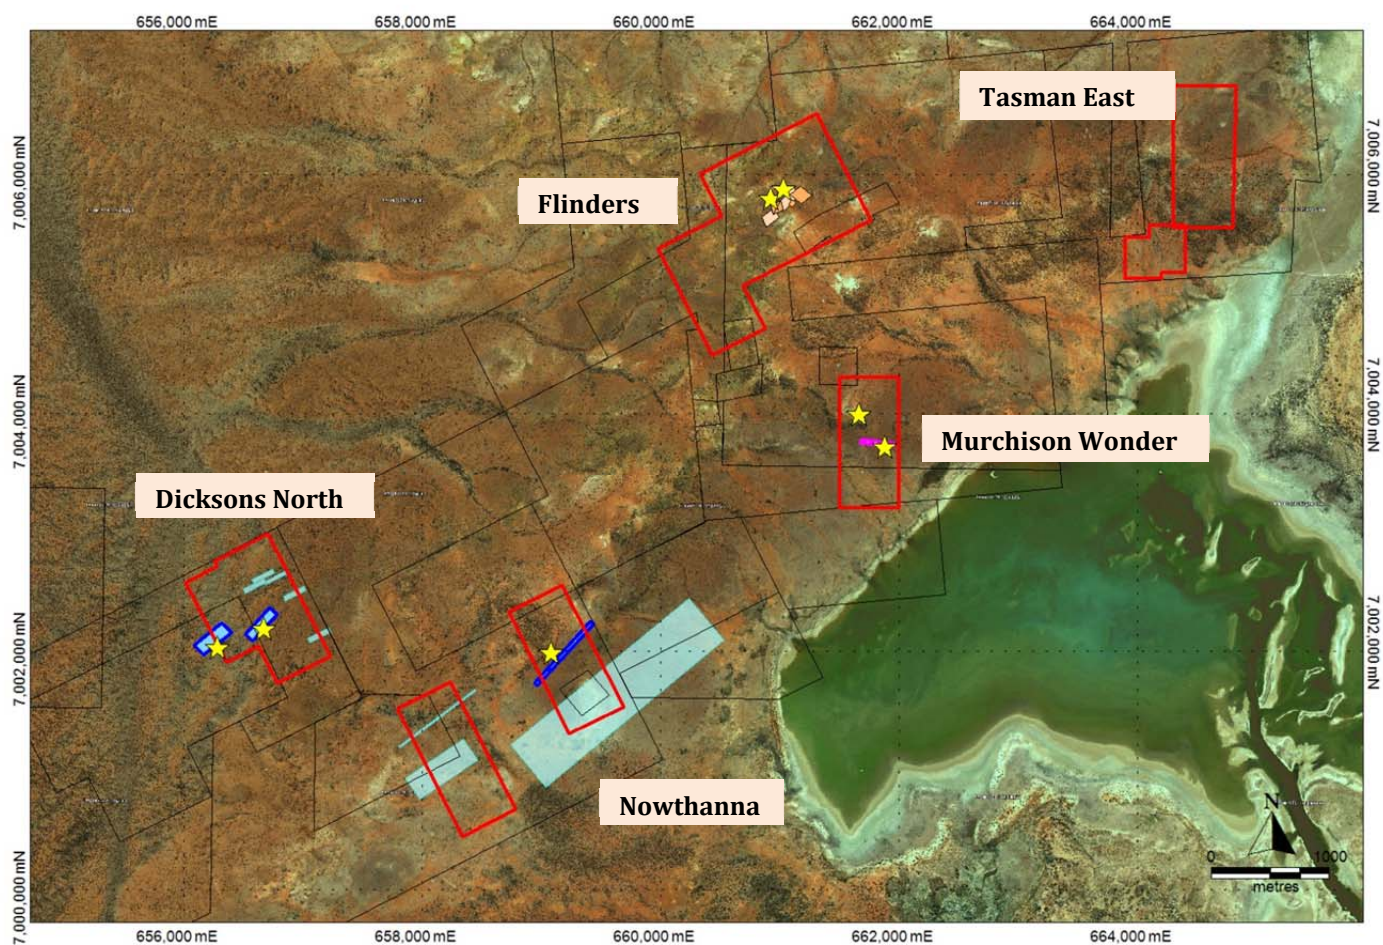 656,000 mE
658,000 mE
660,000 mE
662,000 mE
664,000 mE
Tasman East
7,006,000 mN
7,006,000 mN
Flinders
7,004,000 mN
7,004,000 mN
Murchison Wonder
Dicksons North
7,002,000 mN
7,002,000 mN
Nowthanna
N
0
1000
metres
7,000,000 mN
656,000 mE
658,000 mE
660,000 mE
662,000 mE
664,000 mE